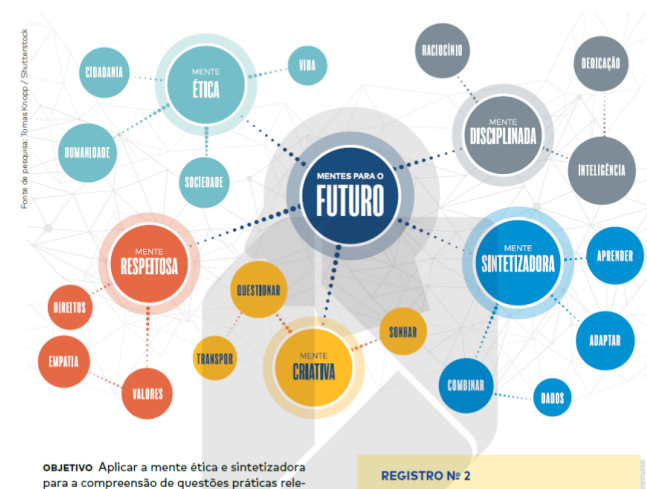 Fonte de pesquisa: Tomas Knopp / Shutterstock
CIDADANIA
MENTE
ÉTICA
VIDA
HUMANIDADE
SOCIEDADE
RACIOCÍNIO
DEDICAÇÃO
MENTE
DISCIPLINADA
INTELIGÊNCIA
MENTES PARA O
FUTURO
MENTE
RESPEITOSA
DIREITOS
EMPATIA
VALORES
QUESTIONAR
TRANSPOR
MENTE
CRIATIVA
SONHAR
MENTE
SINTETIZADORA
APRENDER
ADAPTAR
COMBINAR
DADOS
OBJETIVO Aplicar a mente ética e sintetizadora
para a compreensão de questões práticas rele-
REGISTRO Nº 2